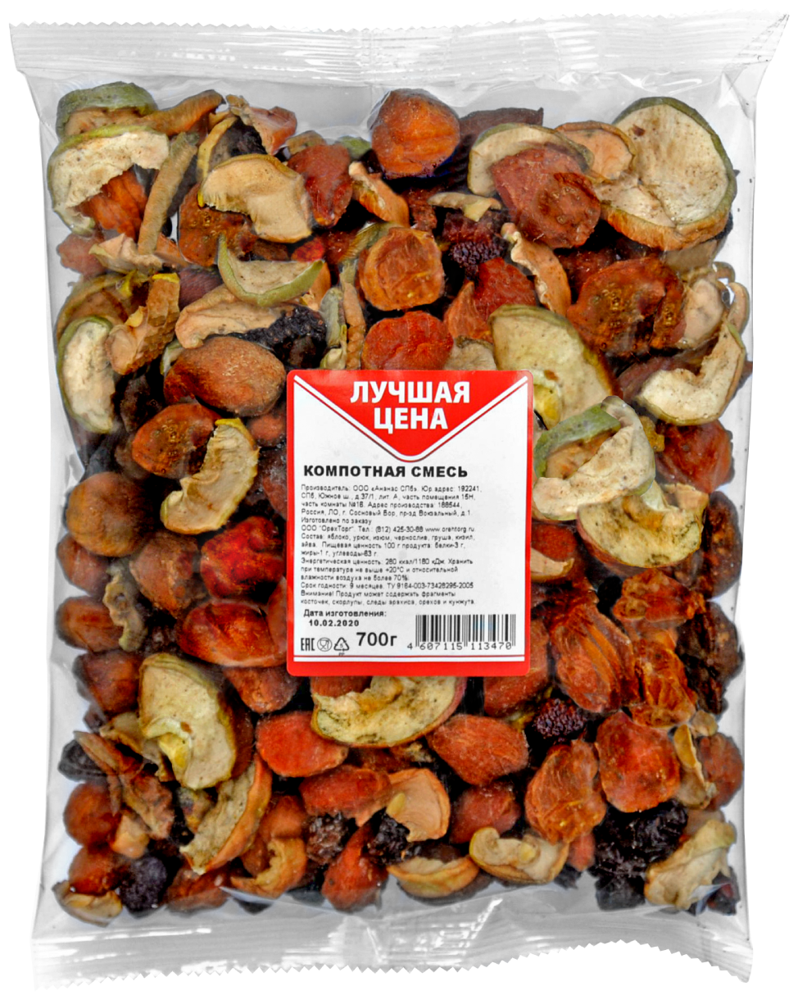 ЛУЧШАЯ
ЦЕНА
КОМПОТНАЯ СМЕСЬ
Производитель: ООО «Ананас СПб». Юр.адрес: 192241,
СПб, Южное ш., д.37/1, лит. А, часть помещения 15Н,
часть комнаты №18. Адрес производства: 188544,
Россия, ЛО, г. Сосновый Бор, пр-зд Вокзальный, д.1.
Изготовлено по заказу
ООО "ОрехТорг". Тел.: (812) 425-30-88 www.orehtorg.ru
Состав: яблоко, урюк, изюм, чернослив, груша, кизил,
айва. Пищевая ценность 100 г продукта: белки-3 г,
жиры-1 г, углеводы-63 г.
Энергетическая ценность: 280 ккал/1180 кДж. Хранить
при температуре не выше +20°С и относительной
влажности воздуха не более 70%.
Срок годности: 9 месяцев. ТУ 9164-003-73428295-2005
Внимание! Продукт может содержать фрагменты
косточек, скорлупы, следы арахиса, орехов и кунжута.
Дата изготовления:
10.02.2020
EAC 700г 4 607115 113470